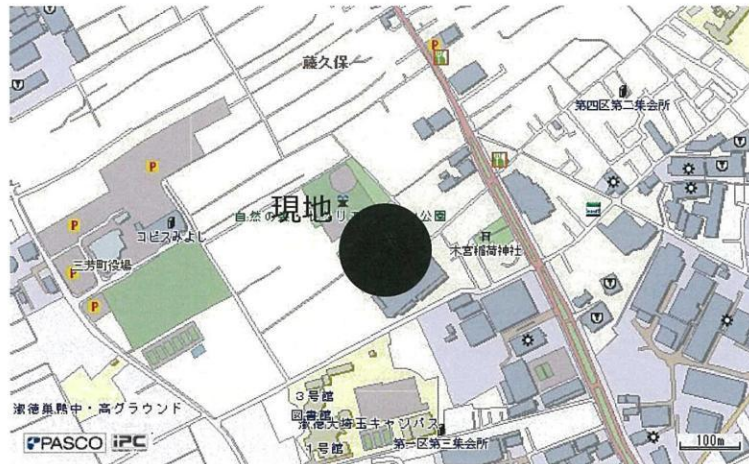 藤久保一
第四区第二集会所
現地
自然の
公園
コピスみよし
木宮稲荷神社
三芳町役場
3号館
図書館
淑徳巣鴨中・高グラウンド
淑徳大埼玉キャンパス
第一区第三集会所
1号館
PASCO iPC
100m
P
P
P
P
P